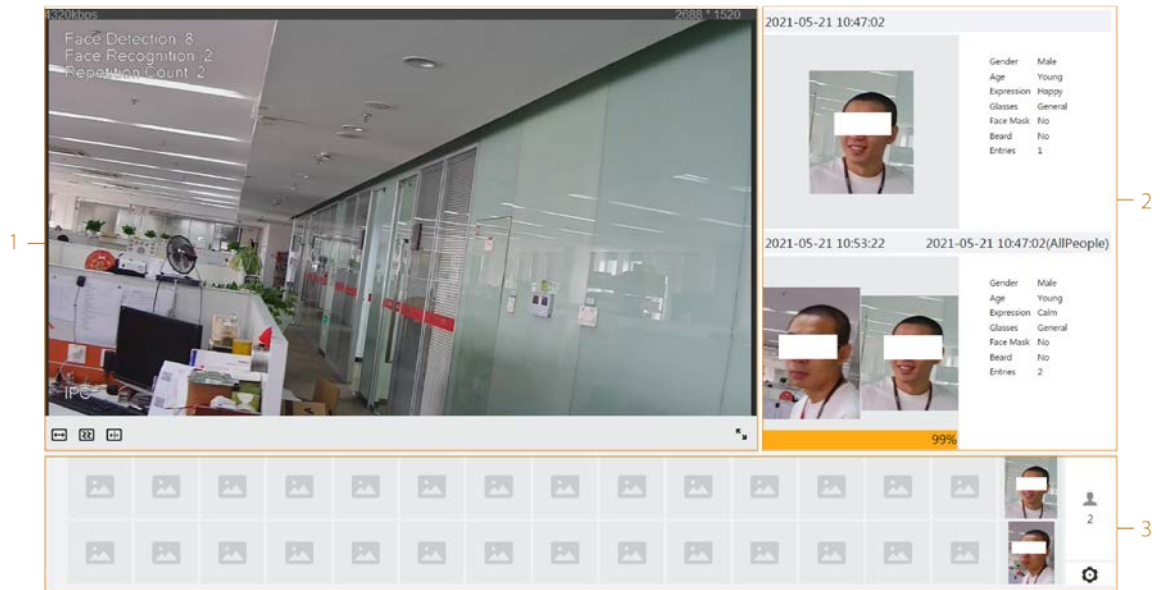 4320kbps
2688 * 1520
Face Detection 8
Face Recognition 2
Repetition Count 2
IPC
1
2021-05-21 10:47:02
Gender Male
Age Young
Expression Happy
Glasses General
Face Mask No
Beard No
Entries 1
2
2021-05-21 10:53:22 2021-05-21 10:47:02(AllPeople)
Gender Male
Age Young
Expression Calm
Glasses General
Face Mask No
Beard No
Entries 2
99%
2
3